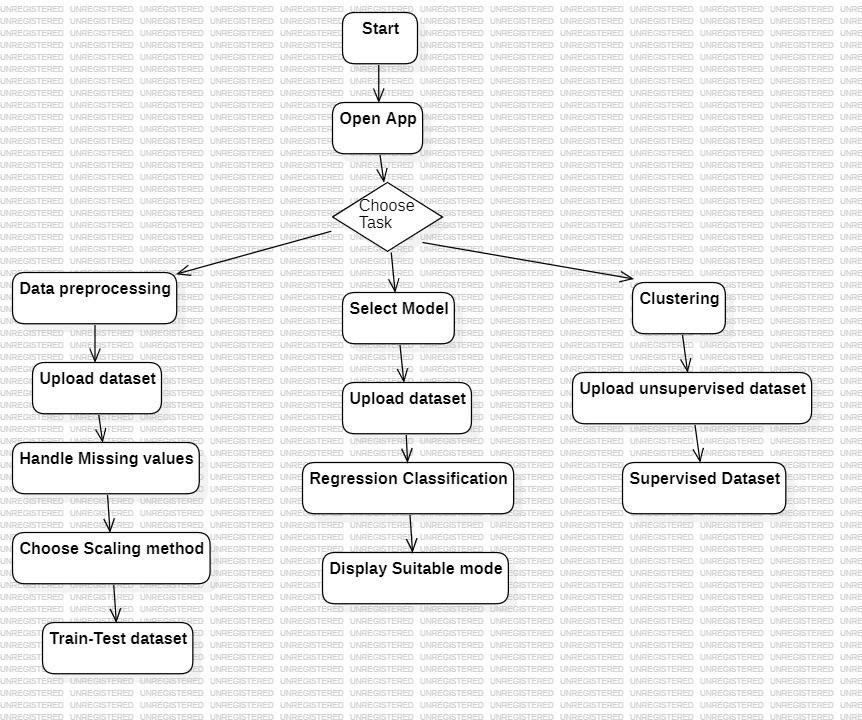 Start
Open App
Choose
Task
Data preprocessing
Upload dataset
Handle Missing values
Choose Scaling method
Train-Test dataset
Select Model
Upload dataset
Regression Classification
Display Suitable mode
Clustering
Upload unsupervised dataset
Supervised Dataset
UNREGISTERED